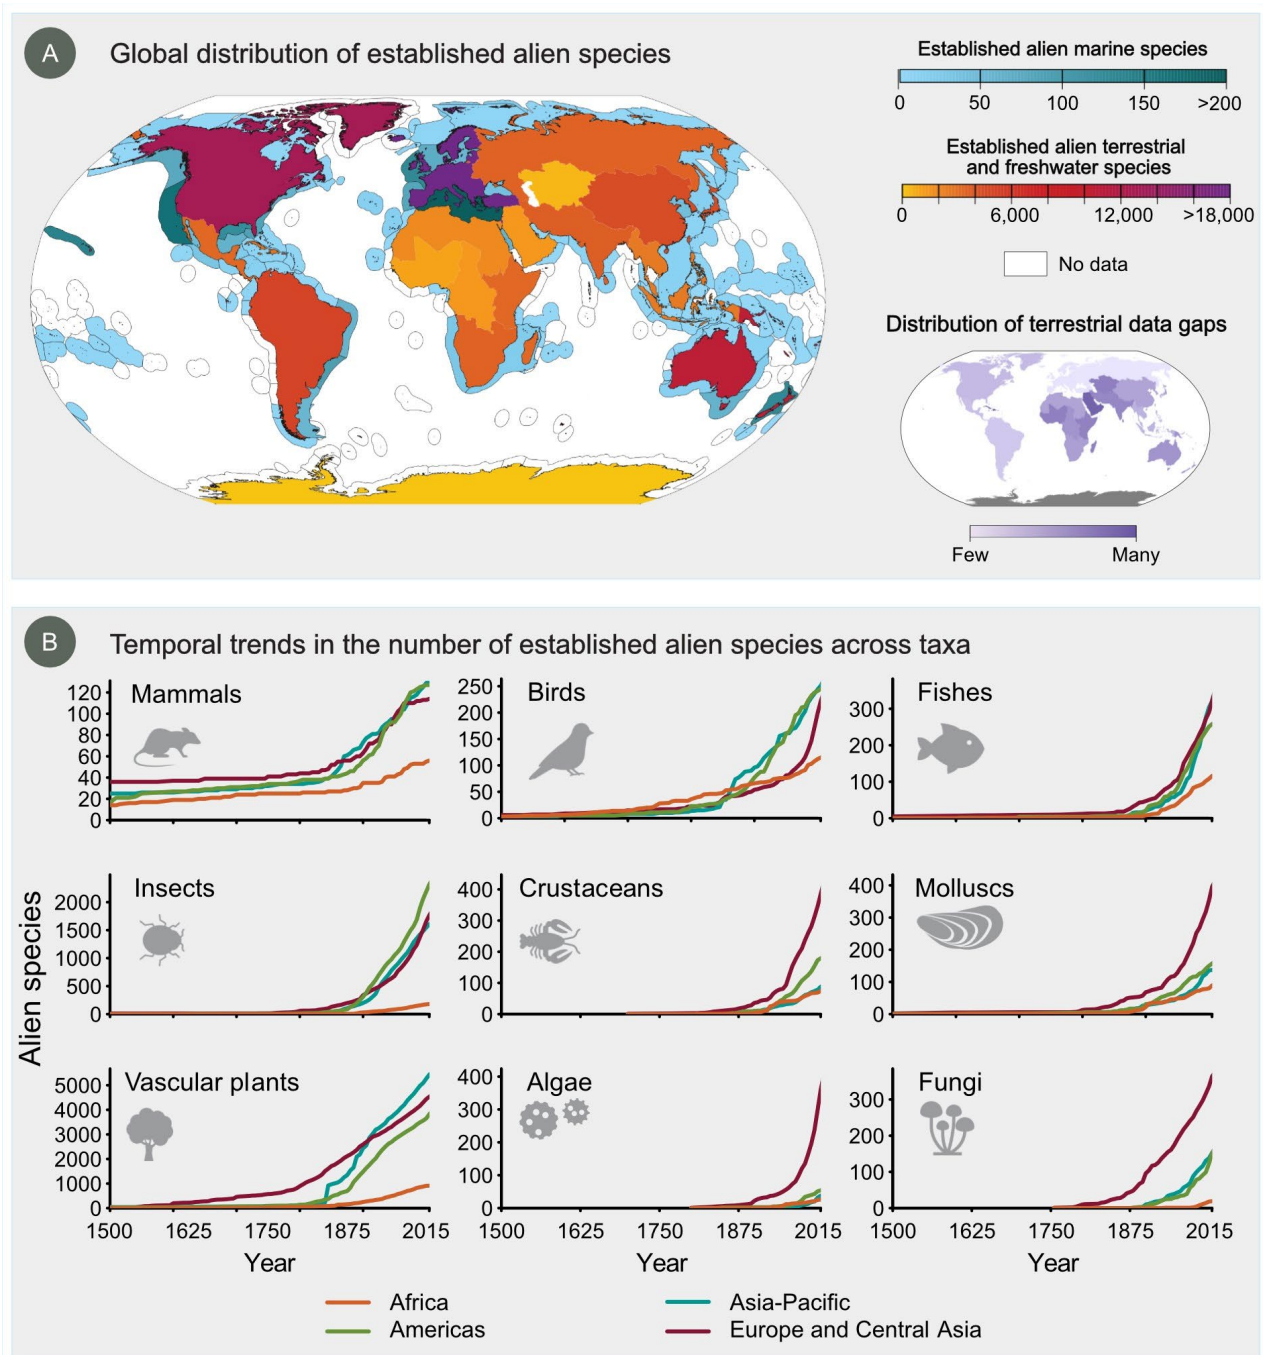 A
Global distribution of established alien species
Established alien marine species
0 50 100 150 >200
Established alien terrestrial
and freshwater species
0 6,000 12,000 >18,000
No data
Distribution of terrestrial data gaps
Few Many
B
Temporal trends in the number of established alien species across taxa
Alien species
Mammals
120
100
80
60
40
20
0
Birds
250
200
150
100
50
0
Fishes
300
200
100
0
Insects
2000
1500
1000
500
0
Crustaceans
400
300
200
100
0
Molluscs
400
300
200
100
0
Vascular plants
5000
4000
3000
2000
1000
0
1500 1625 1750 1875 2015
Year
Algae
400
300
200
100
0
1500 1625 1750 1875 2015
Year
Fungi
300
200
100
0
1500 1625 1750 1875 2015
Year
Africa
Americas
Asia-Pacific
Europe and Central Asia